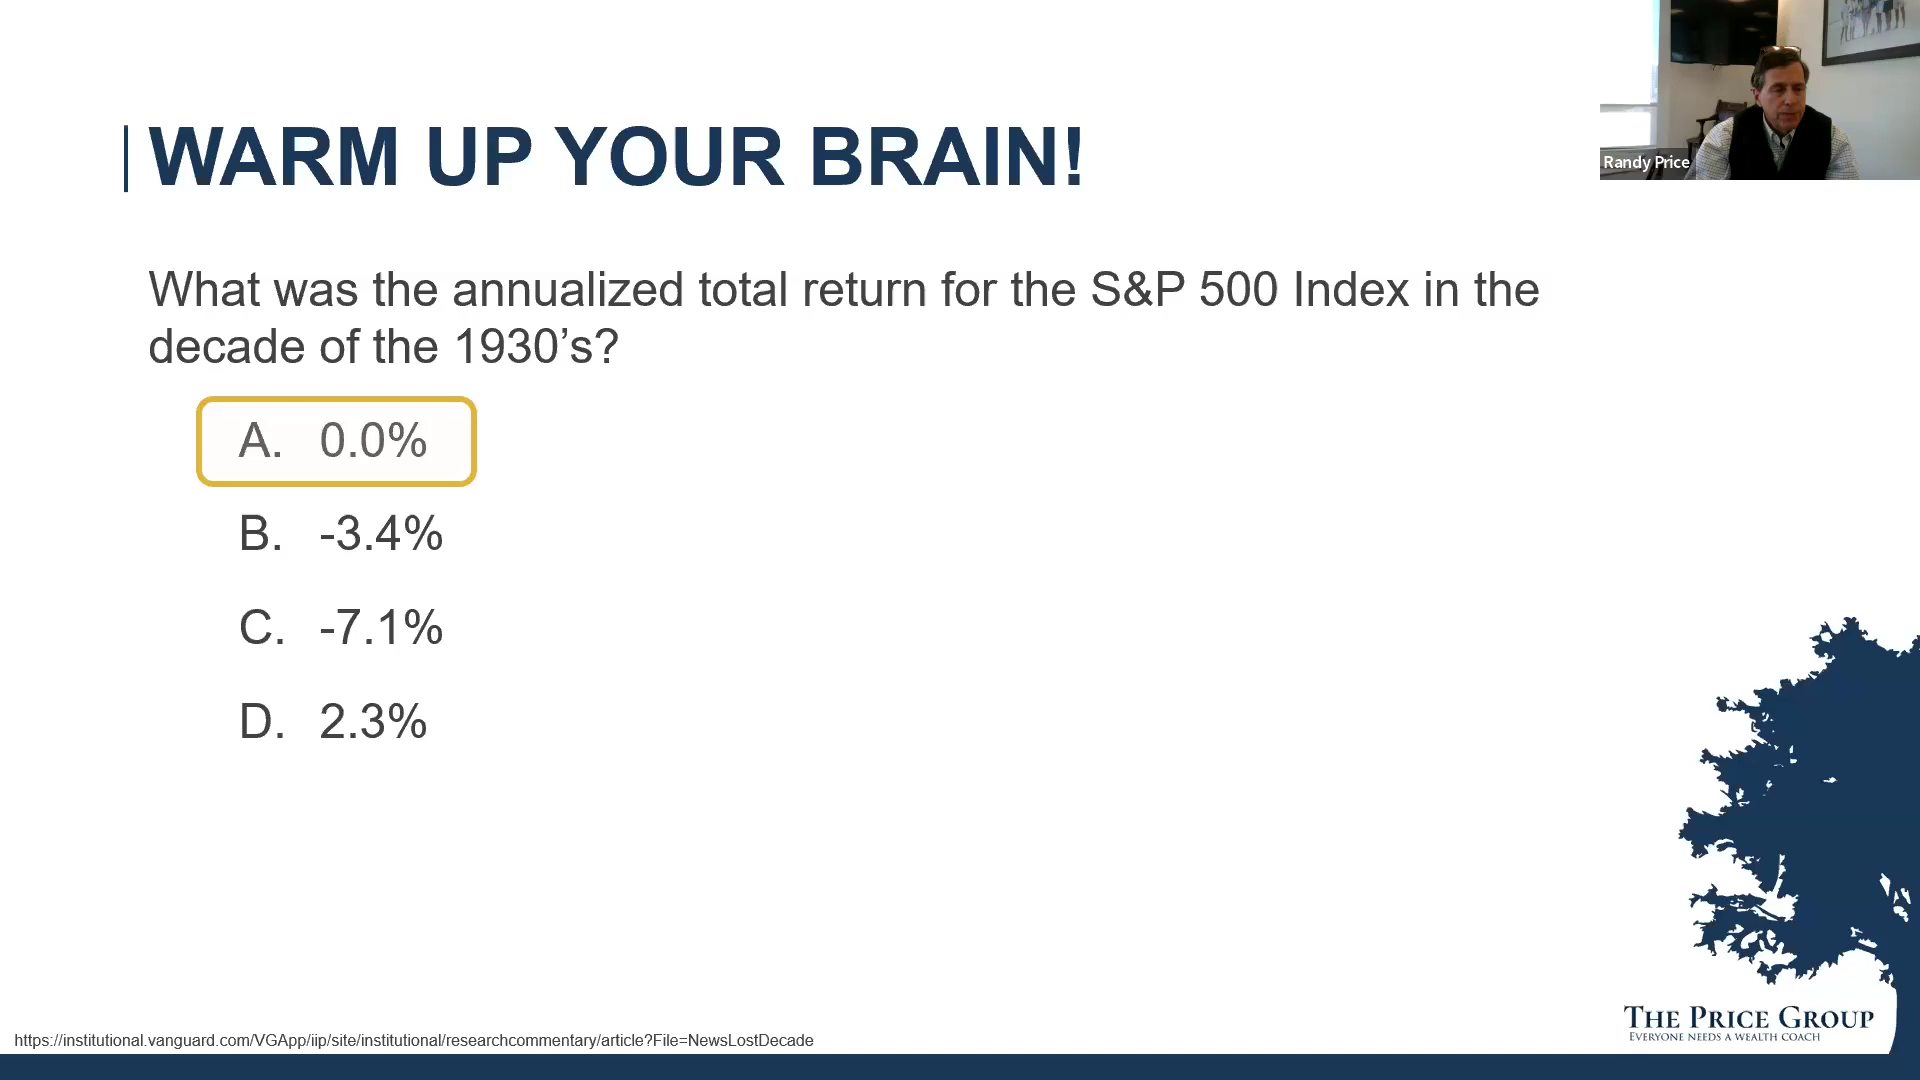 Randy Price
WARM UP YOUR BRAIN!
What was the annualized total return for the S&P 500 Index in the
decade of the 1930’s?
A. 0.0%
B. -3.4%
C. -7.1%
D. 2.3%
THE PRICE GROUP
EVERYONE NEEDS A WEALTH COACH
https://institutional.vanguard.com/VGApp/iip/site/institutional/researchcommentary/article?File=NewsLostDecade